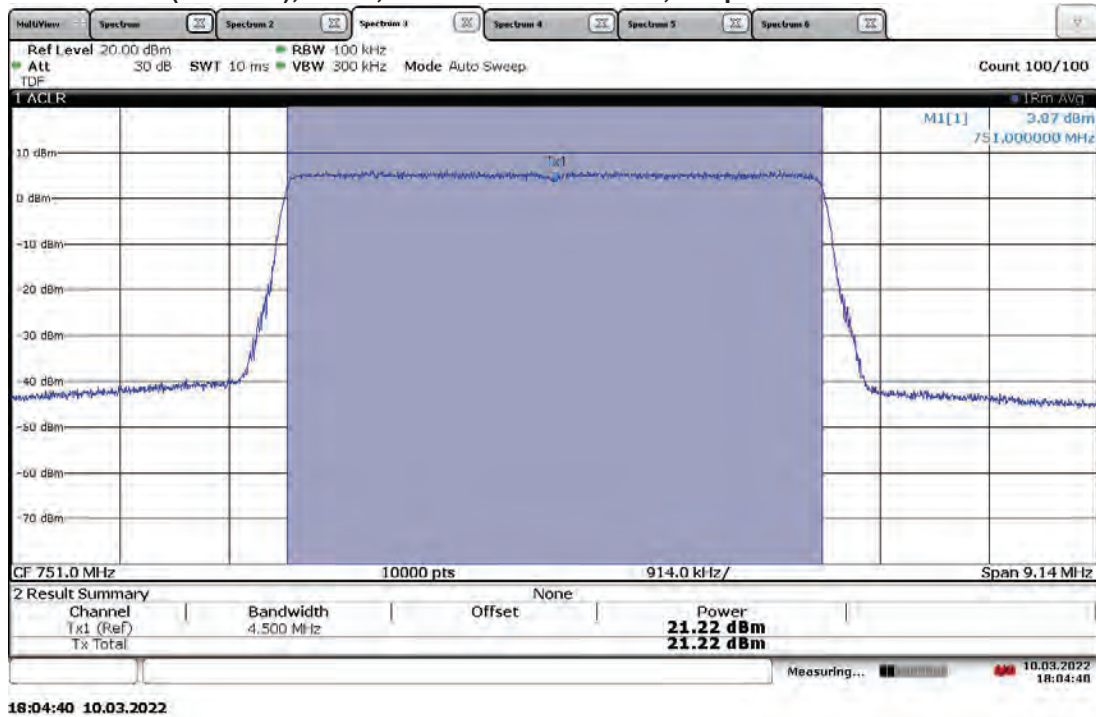 MultiView Spectrum Spectrum 2 Spectrum 3 Spectrum 4 Spectrum 5 Spectrum 6
Ref Level 20.00 dBm RBW 100 kHz
Att 30 dB SWT 10 ms VBW 300 kHz Mode Auto Sweep Count 100/100
TDF
1 ACLR 1Rm Avg
M1[1] 3.87 dBm
751.000000 MHz
10 dBm
Tx1
0 dBm
-10 dBm
-20 dBm
-30 dBm
-40 dBm
-50 dBm
-60 dBm
-70 dBm
CF 751.0 MHz 10000 pts 914.0 kHz/ Span 9.14 MHz
2 Result Summary None
Channel Bandwidth Offset Power
Tx1 (Ref) 4.500 MHz 21.22 dBm
Tx Total 21.22 dBm
Measuring... 10.03.2022
18:04:40
18:04:40 10.03.2022